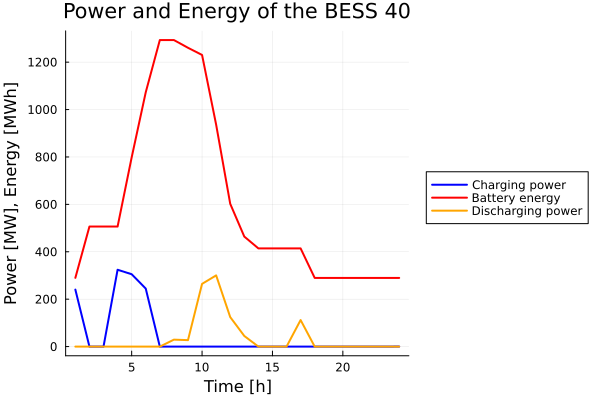 Power and Energy of the BESS 40
Power [MW], Energy [MWh]
1200
1000
800
600
400
200
0
5
10
15
20
Time [h]
Charging power
Battery energy
Discharging power